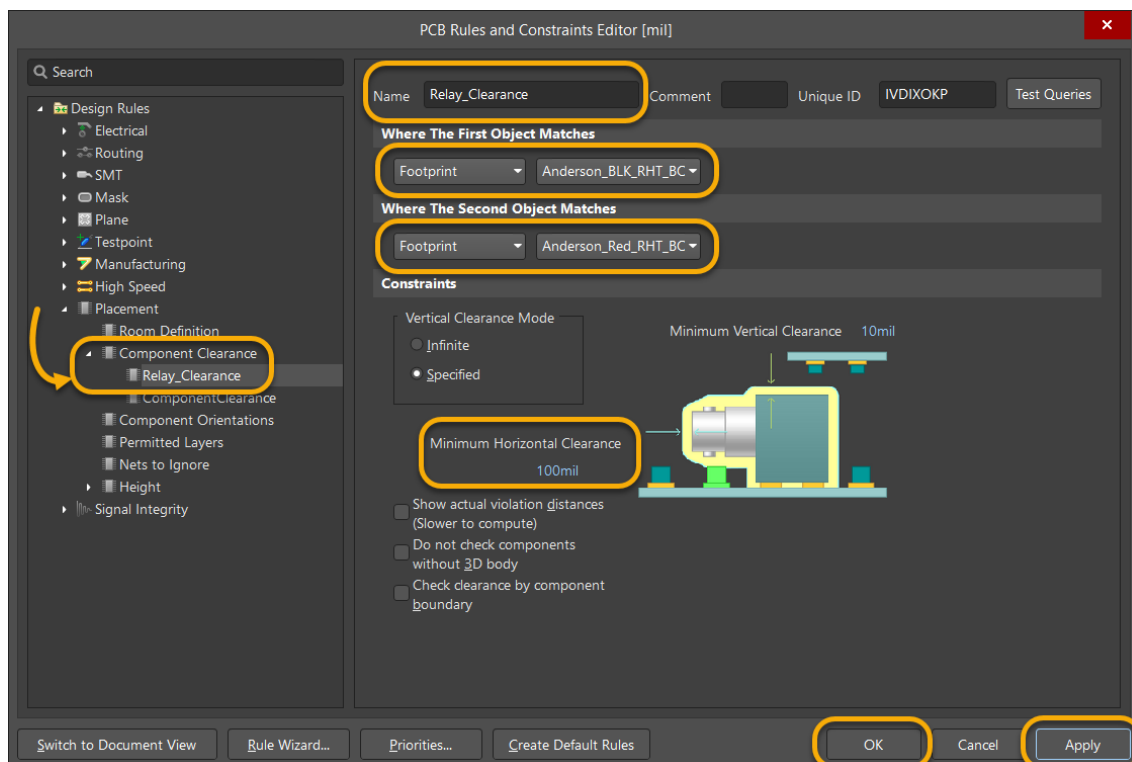 PCB Rules and Constraints Editor [mil]
Search
Design Rules
Electrical
Routing
SMT
Mask
Plane
Testpoint
Manufacturing
High Speed
Placement
Room Definition
Component Clearance
Relay_Clearance
ComponentClearance
Component Orientations
Permitted Layers
Nets to Ignore
Height
Signal Integrity
Name Relay_Clearance Comment Unique ID IVDIXOKP Test Queries
Where The First Object Matches
Footprint Anderson_BLK_RHT_BC
Where The Second Object Matches
Footprint Anderson_Red_RHT_BC
Constraints
Vertical Clearance Mode
Infinite
Specified
Minimum Vertical Clearance 10mil
Minimum Horizontal Clearance
100mil
Show actual violation distances
(Slower to compute)
Do not check components
without 3D body
Check clearance by component
boundary
Switch to Document View Rule Wizard... Priorities... Create Default Rules OK Cancel Apply